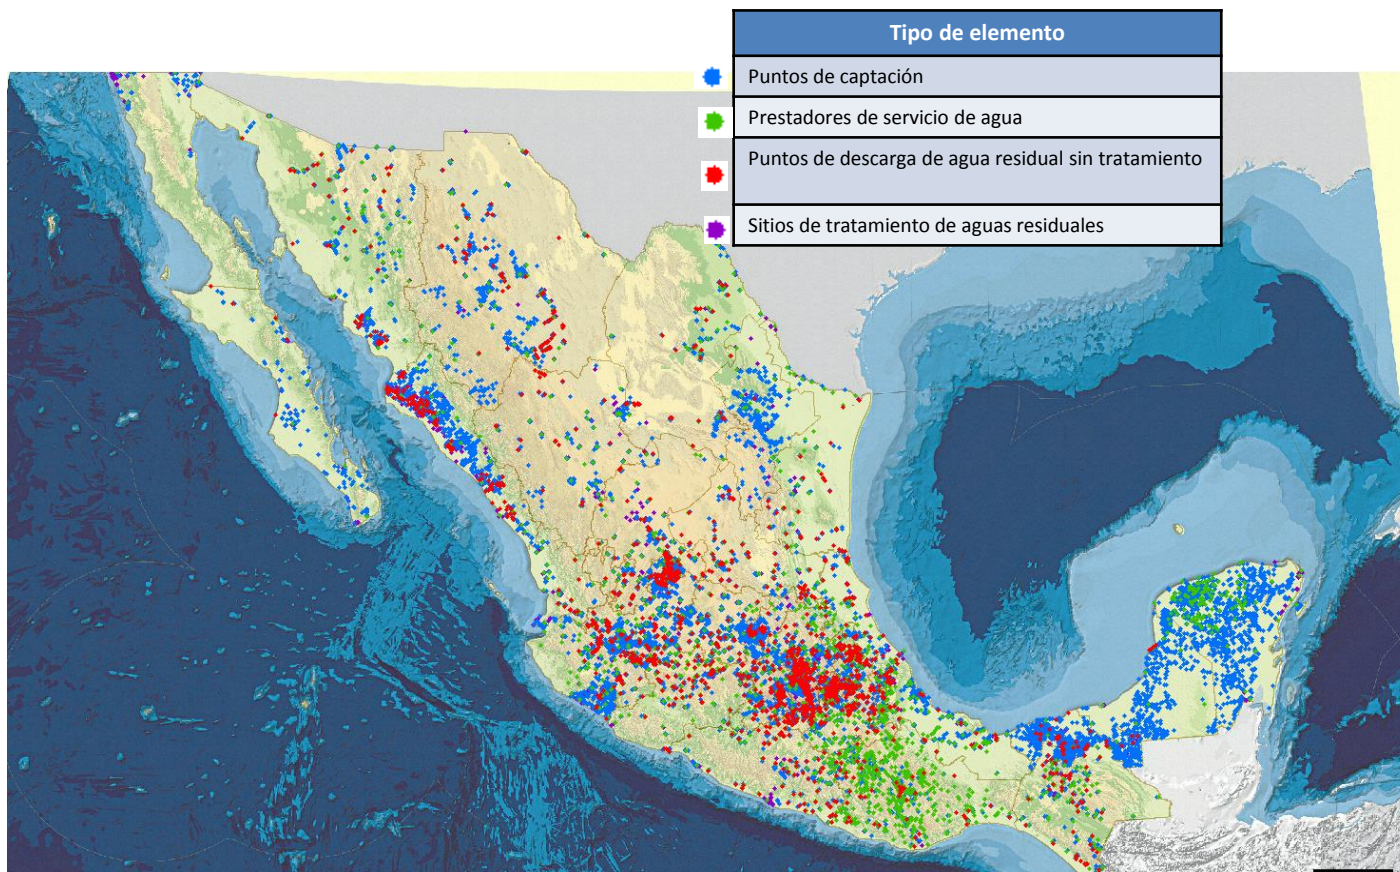 Tipo de elemento
Puntos de captación
Prestadores de servicio de agua
Puntos de descarga de agua residual sin tratamiento
Sitios de tratamiento de aguas residuales